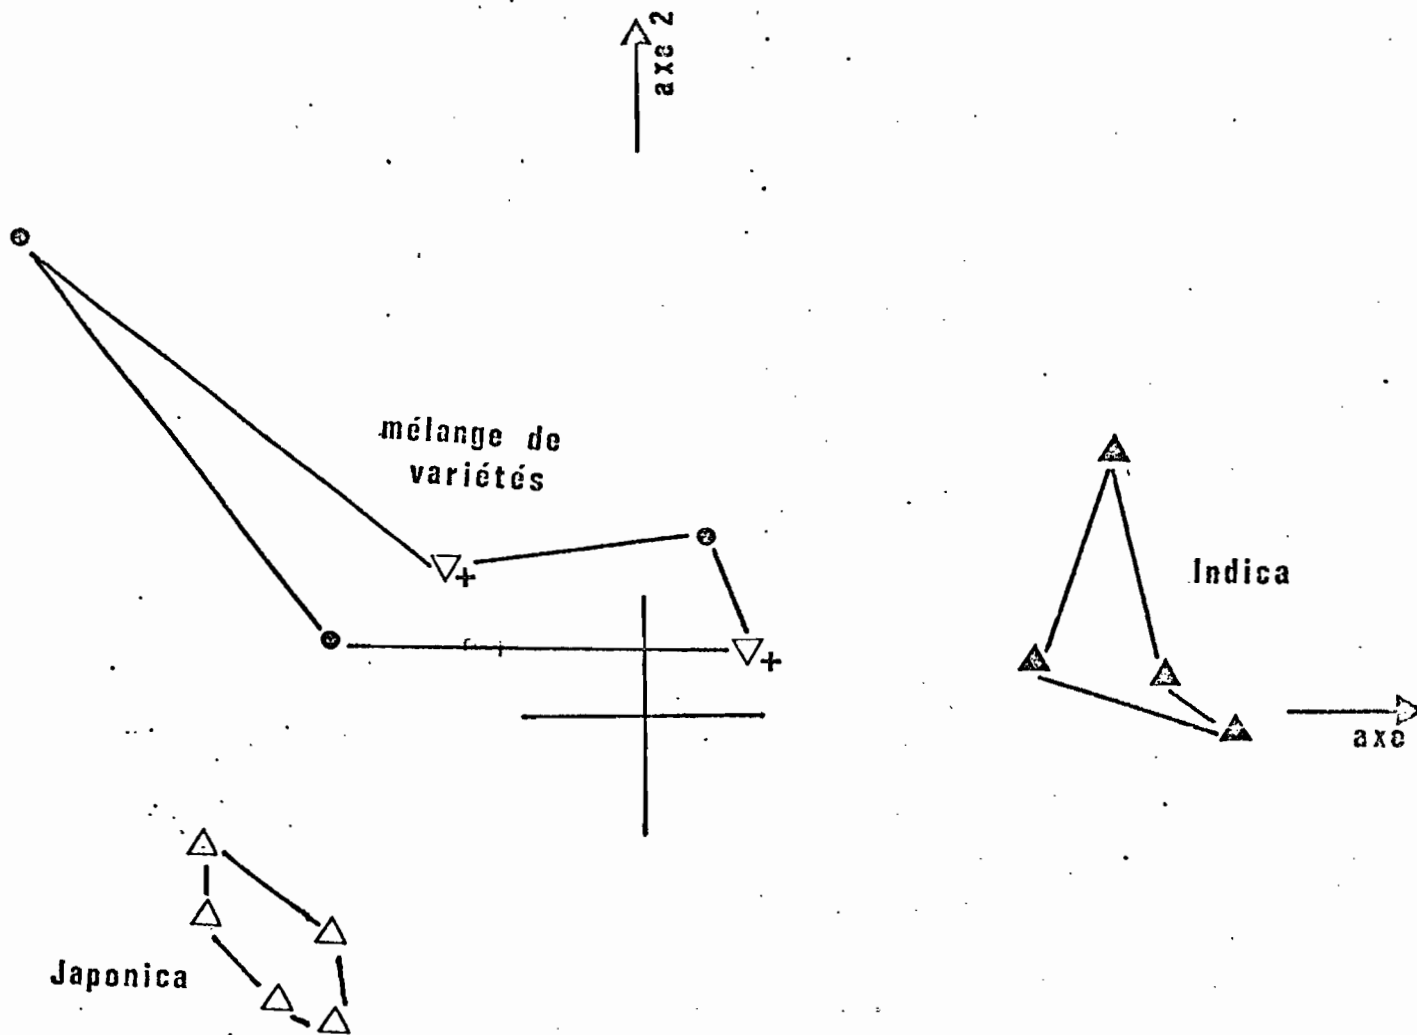 axe 2
mélange de
variétés
Indica
axe
Japonica